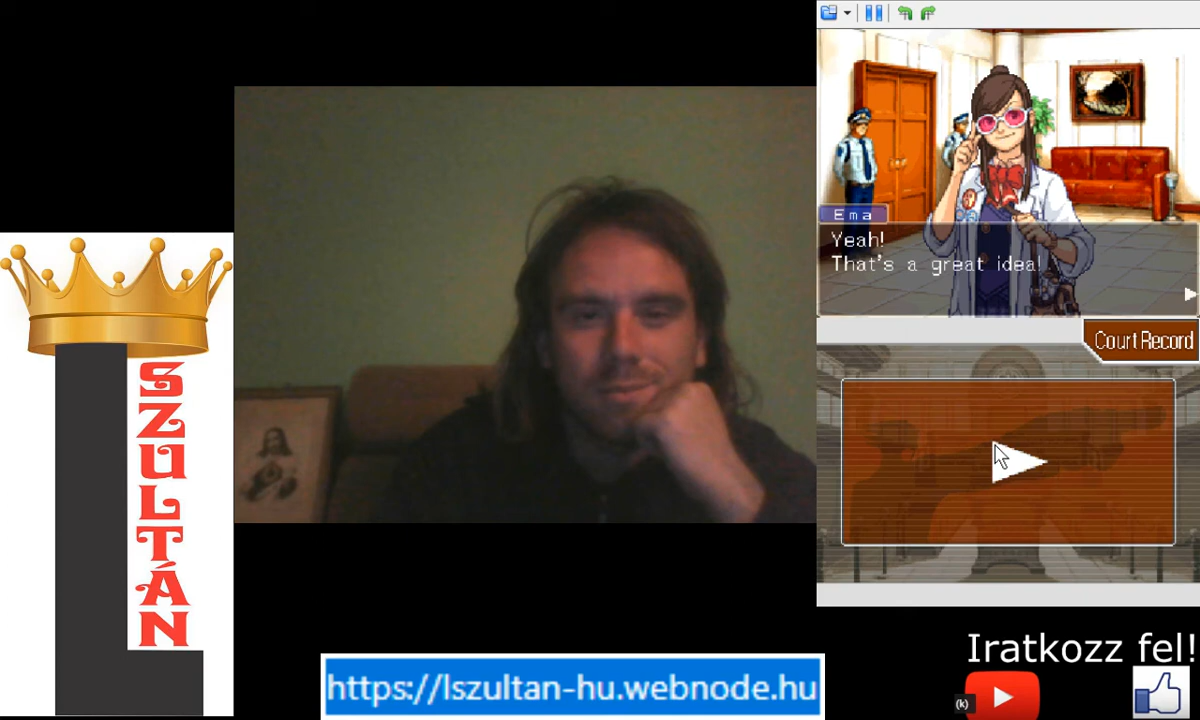 SZULTÁN
Ema
Yeah!
That's a great idea!
Court Record
https://lszultan-hu.webnode.hu
Iratkozz fel!
(k)